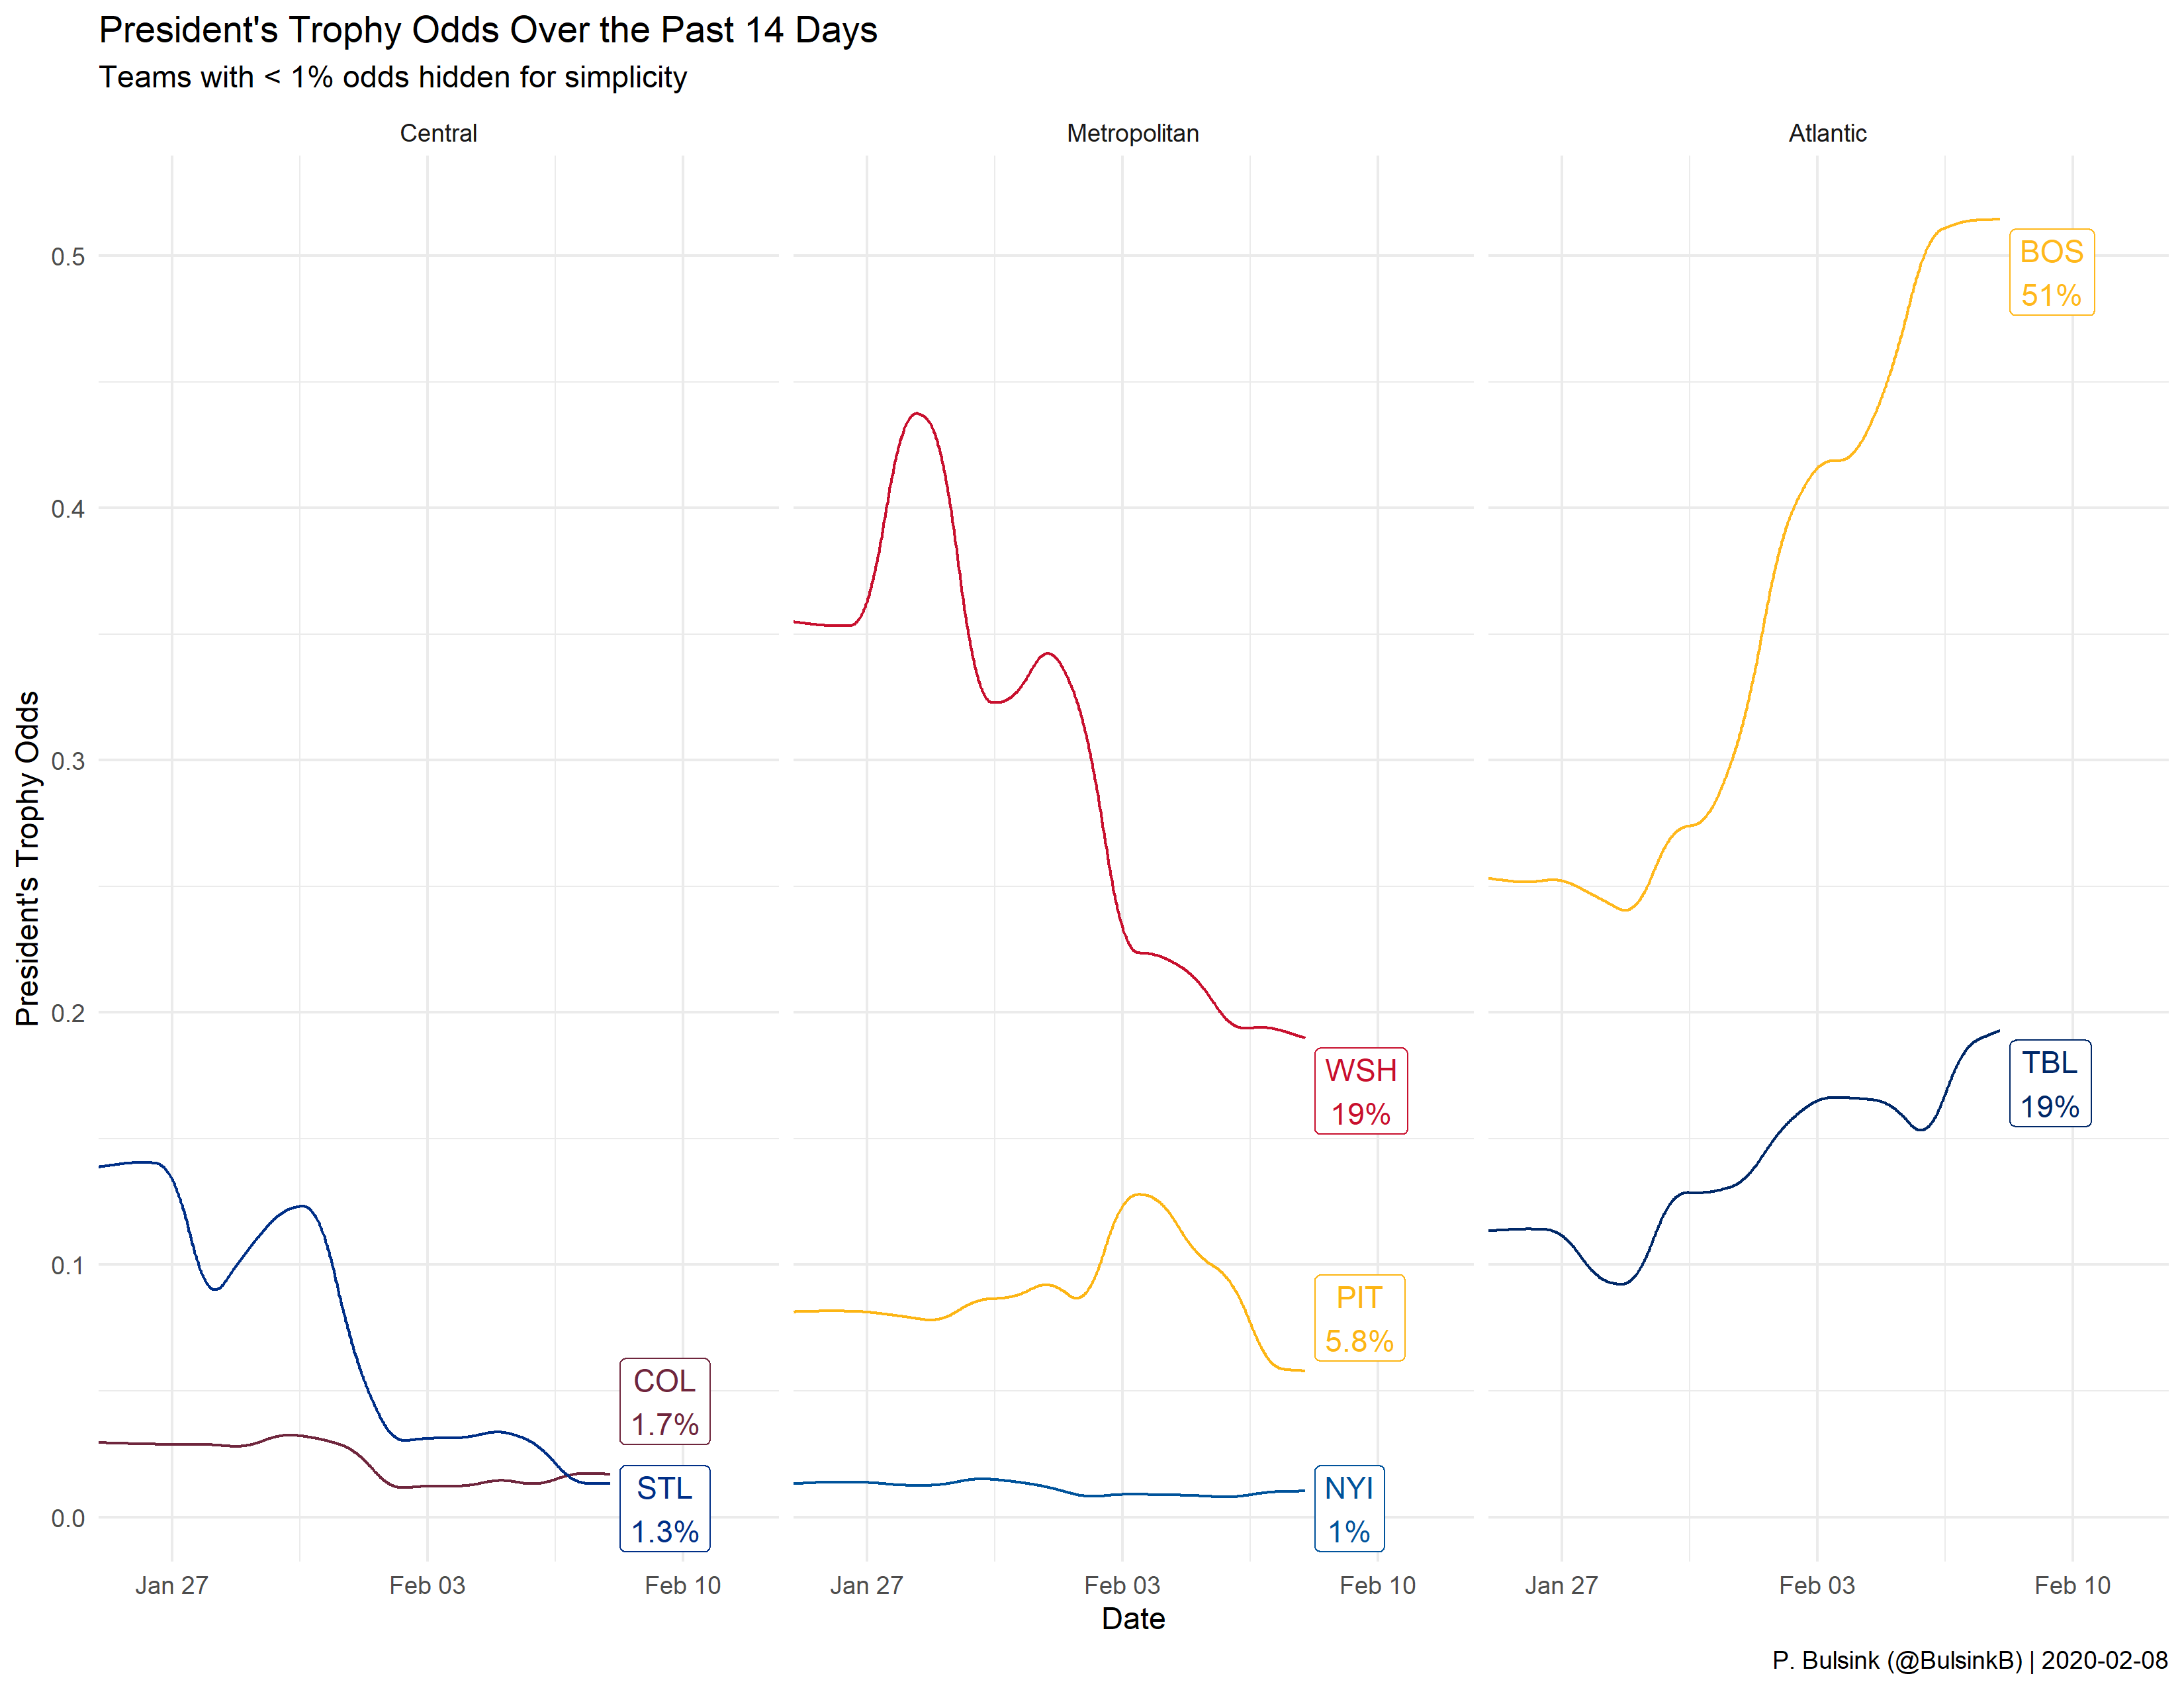 President's Trophy Odds Over the Past 14 Days
Teams with < 1% odds hidden for simplicity
Central
Metropolitan
Atlantic
President's Trophy Odds
0.5
0.4
0.3
0.2
0.1
0.0
COL
1.7%
STL
1.3%
WSH
19%
PIT
5.8%
NYI
1%
BOS
51%
TBL
19%
Jan 27
Feb 03
Feb 10
Jan 27
Feb 03
Feb 10
Jan 27
Feb 03
Feb 10
Date
P. Bulsink (@BulsinkB) | 2020-02-08